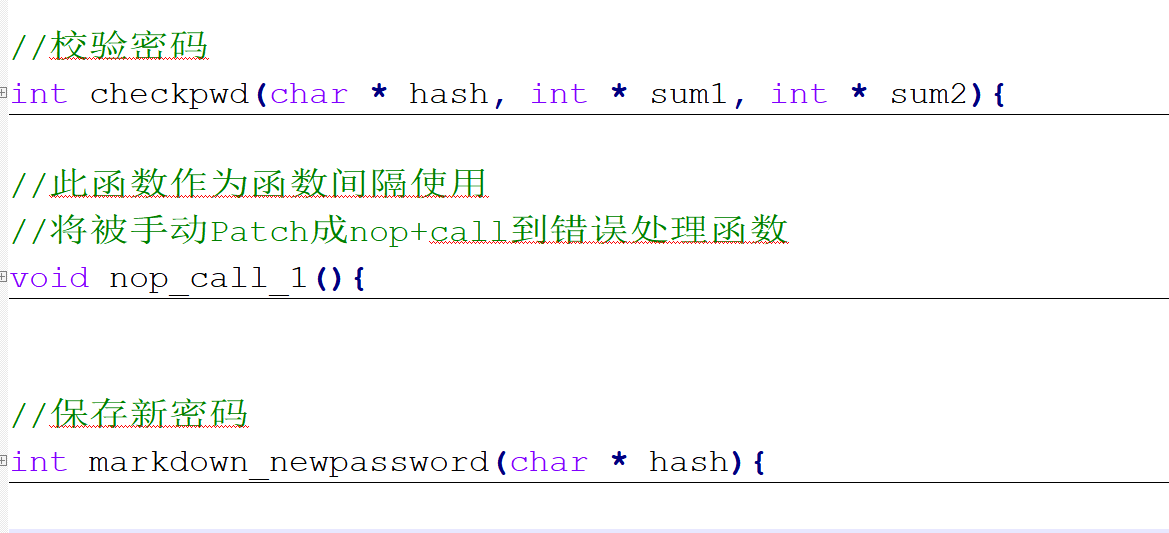 //校验密码
int checkpwd(char * hash, int * sum1, int * sum2){
//此函数作为函数间隔使用
//将被手动Patch成nop+call到错误处理函数
void nop_call_1(){
//保存新密码
int markdown_newpassword(char * hash){